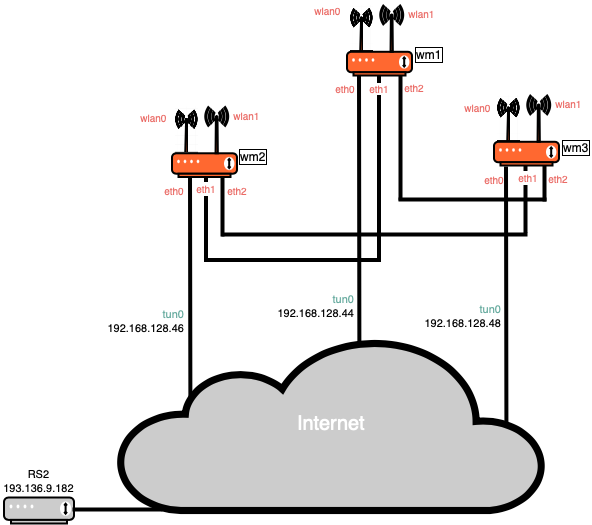 wlan0
wlan1
wm1
eth0
eth1
eth2
wlan0
wlan1
wm2
eth0
eth1
eth2
wlan0
wlan1
wm3
eth0
eth1
eth2
tun0
192.168.128.46
tun0
192.168.128.44
tun0
192.168.128.48
Internet
RS2
193.136.9.182